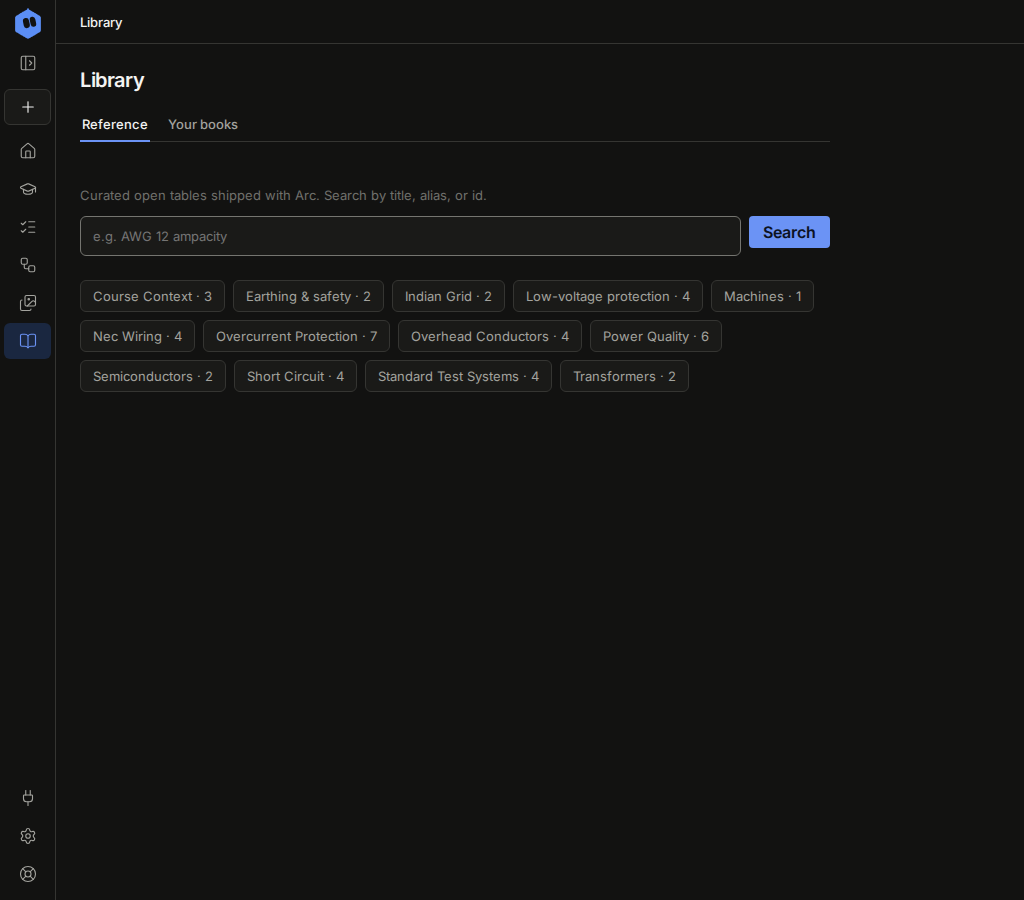 Library
Library
Reference Your books
Curated open tables shipped with Arc. Search by title, alias, or id.
e.g. AWG 12 ampacity Search
Course Context · 3 Earthing & safety · 2 Indian Grid · 2 Low-voltage protection · 4 Machines · 1
Nec Wiring · 4 Overcurrent Protection · 7 Overhead Conductors · 4 Power Quality · 6
Semiconductors · 2 Short Circuit · 4 Standard Test Systems · 4 Transformers · 2